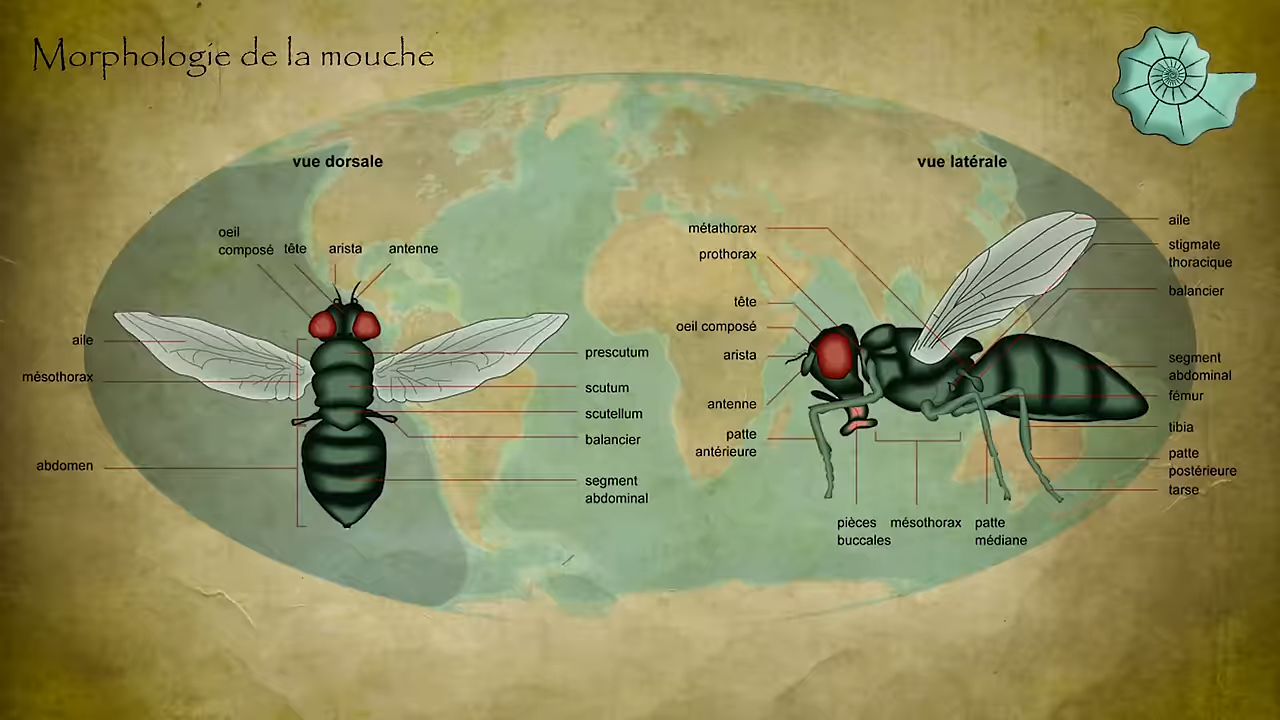 Morphologie de la mouche
vue dorsale
oeil
composé
tête
arista
antenne
aile
mésothorax
abdomen
prescutum
scutum
scutellum
balancier
segment
abdominal
vue latérale
métathorax
prothorax
tête
oeil composé
arista
antenne
patte
antérieure
pièces
buccales
mésothorax
patte
médiane
aile
stigmate
thoracique
balancier
segment
abdominal
fémur
tibia
patte
postérieure
tarse